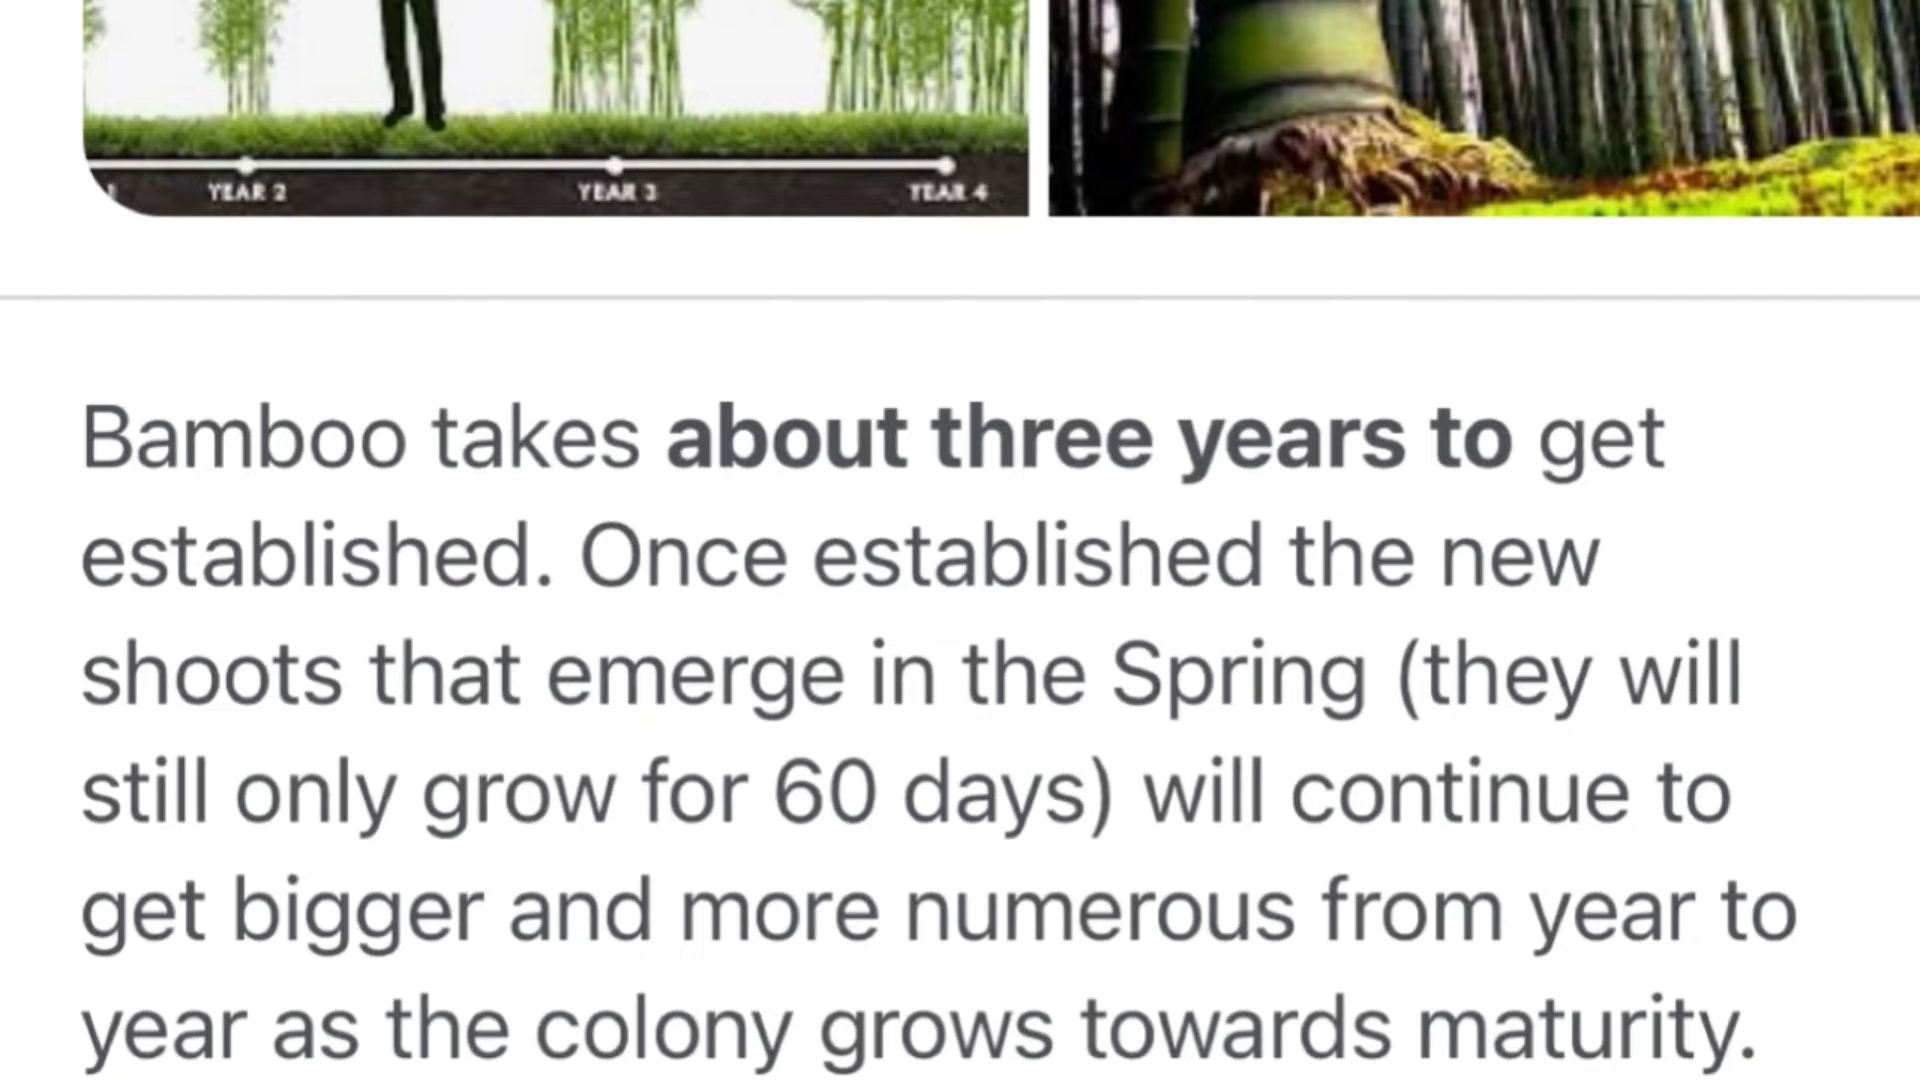 YEAR 2 YEAR 3 YEAR 4
Bamboo takes about three years to get
established. Once established the new
shoots that emerge in the Spring (they will
still only grow for 60 days) will continue to
get bigger and more numerous from year to
year as the colony grows towards maturity.